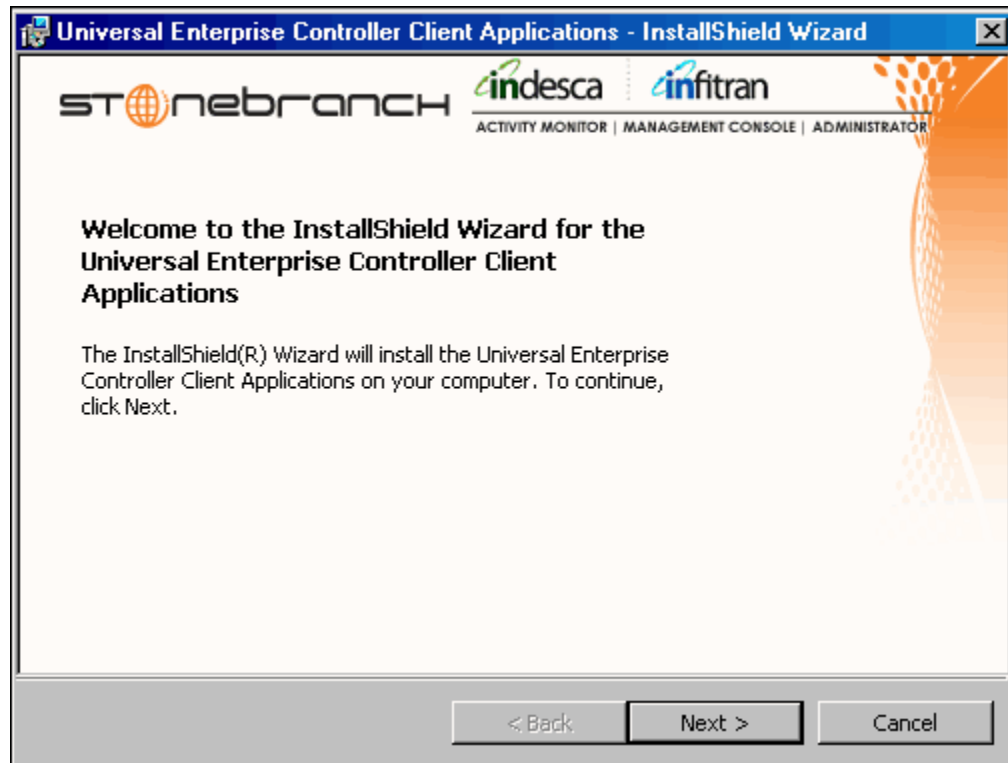 Universal Enterprise Controller Client Applications - InstallShield Wizard
STONEBRANCH
indesca infitran
ACTIVITY MONITOR | MANAGEMENT CONSOLE | ADMINISTRATOR
Welcome to the InstallShield Wizard for the
Universal Enterprise Controller Client
Applications
The InstallShield(R) Wizard will install the Universal Enterprise
Controller Client Applications on your computer. To continue,
click Next.
< Back Next > Cancel